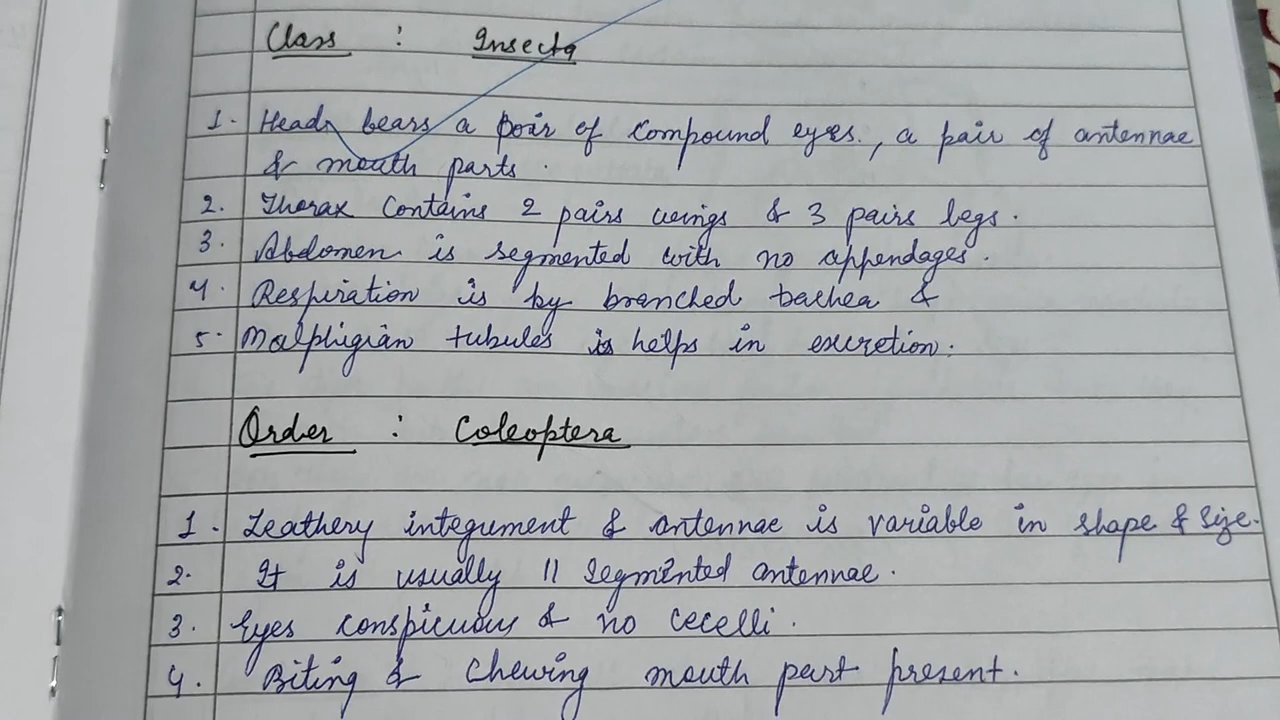 Class : Insecta
1. Head bears a pair of compound eyes., a pair of antennae
& mouth parts.
2. Thorax contains 2 pairs wings & 3 pairs legs.
3. Abdomen is segmented with no appendages.
4. Respiration is by branched tachea &
5. Malphigian tubules is helps in excretion.
Order : Coleoptera
1. Leathery integument & antennae is variable in shape & size.
2. It is usually 11 segmented antennae.
3. Eyes conspicuous & no cecelli.
4. Biting & chewing mouth part present.